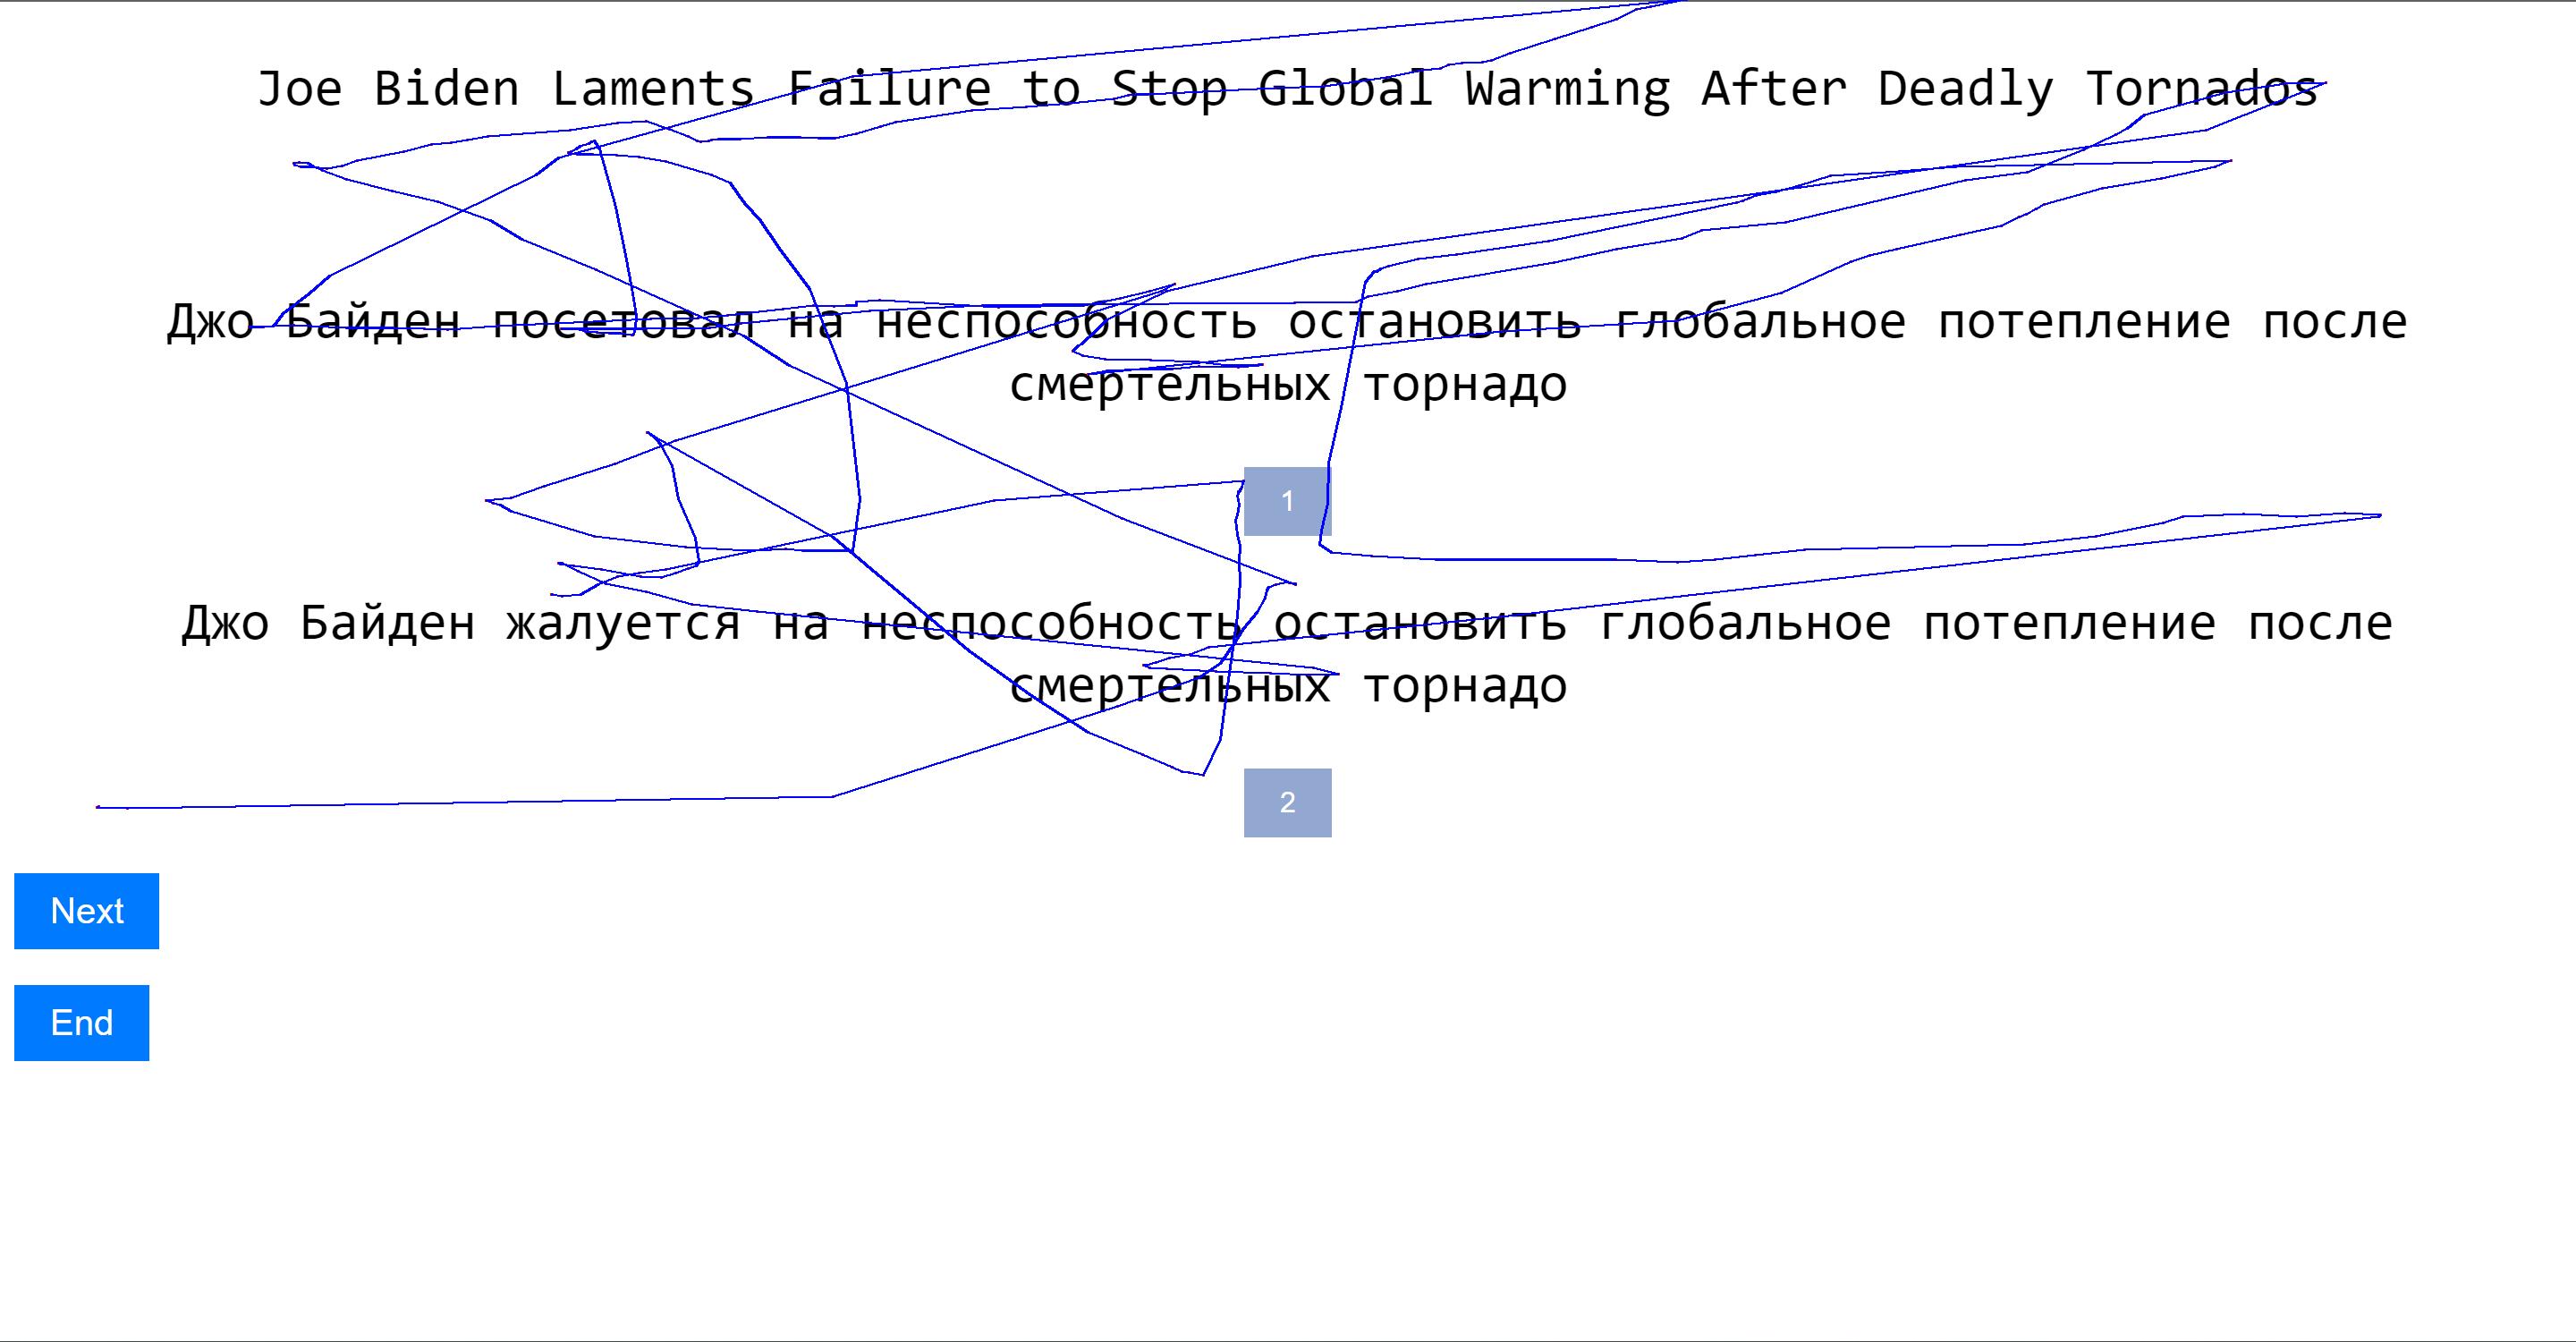 Joe Biden Laments Failure to Stop Global Warming After Deadly Tornados
Джо Байден посетовал на неспособность остановить глобальное потепление после
смертельных торнадо
1
Джо Байден жалуется на неспособность остановить глобальное потепление после
смертельных торнадо
2
Next
End